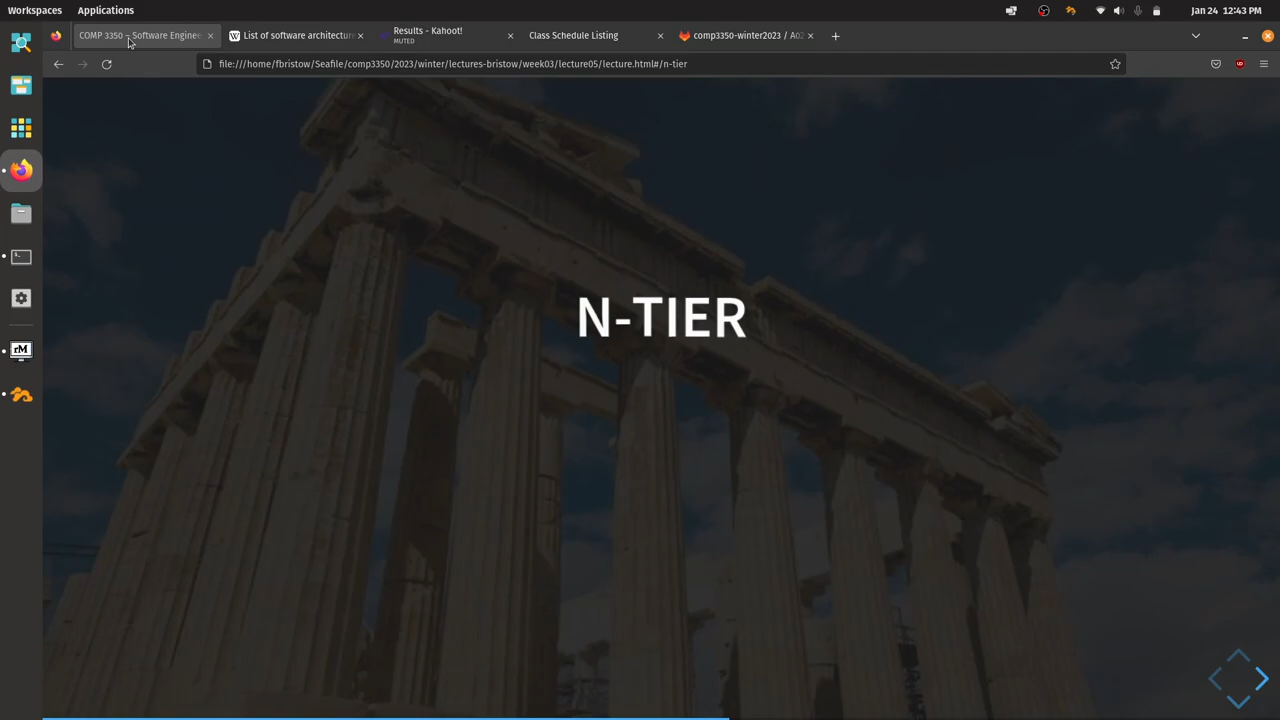 Workspaces
Applications
Jan 24 12:43 PM
COMP 3350 – Software Enginee
List of software architecture
Results - Kahoot!
MUTED
Class Schedule Listing
comp3350-winter2023 / A02
file:///home/fbristow/Seafile/comp3350/2023/winter/lectures-bristow/week03/lecture05/lecture.html#/n-tier
rM
N-TIER